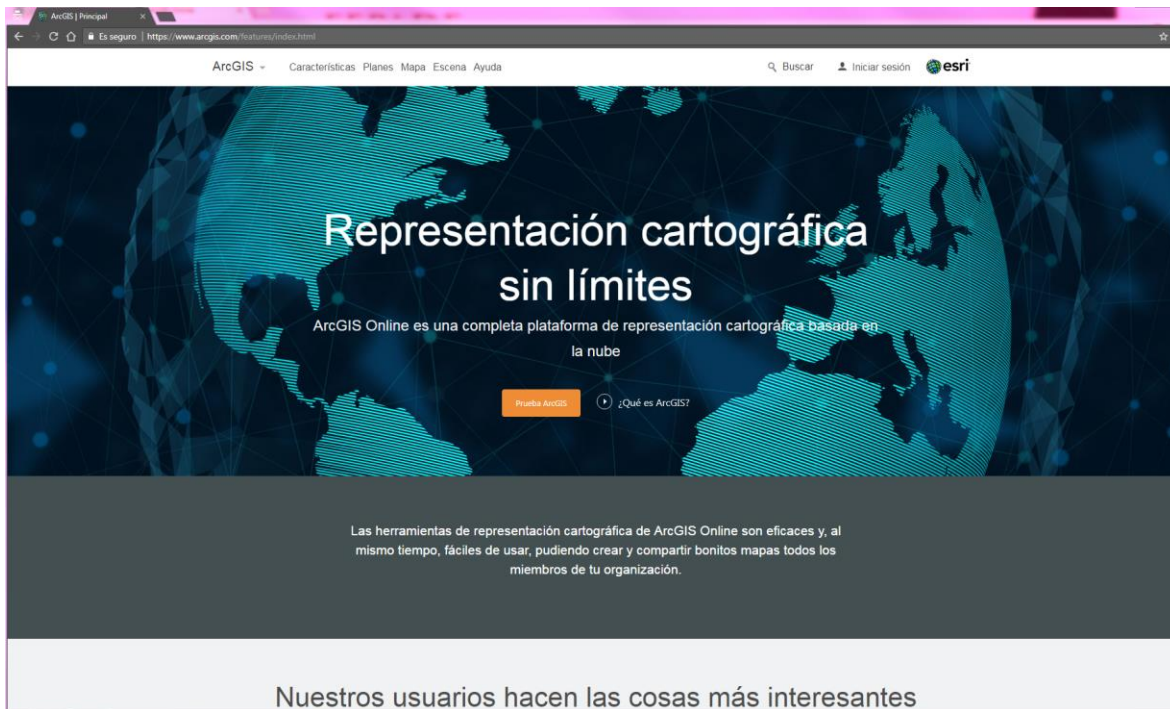 ArcGIS | Principal
Es seguro | https://www.arcgis.com/features/index.html
ArcGIS Características Planes Mapa Escena Ayuda Buscar Iniciar sesión esri
Representación cartográfica
sin límites
ArcGIS Online es una completa plataforma de representación cartográfica basada en
la nube
Prueba ArcGIS ¿Qué es ArcGIS?
Las herramientas de representación cartográfica de ArcGIS Online son eficaces y, al
mismo tiempo, fáciles de usar, pudiendo crear y compartir bonitos mapas todos los
miembros de tu organización.
Nuestros usuarios hacen las cosas más interesantes